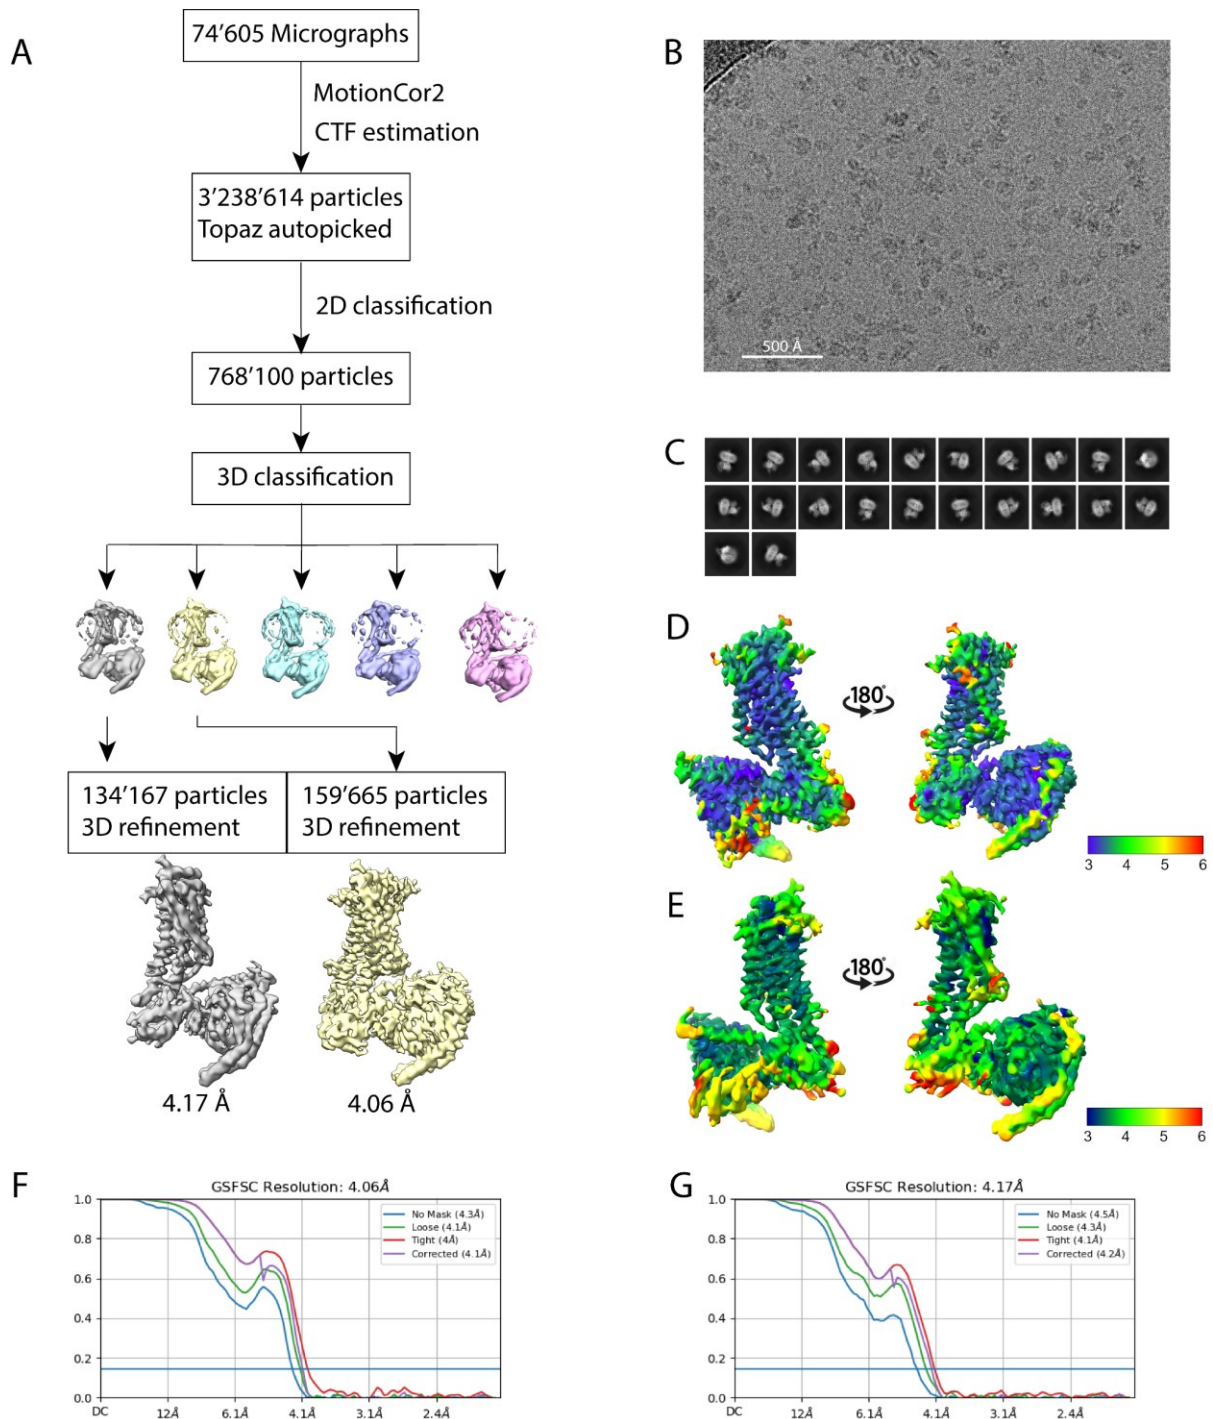 A
74’605 Micrographs
MotionCor2
CTF estimation
3’238’614 particles
Topaz autopicked
2D classification
768’100 particles
3D classification
134’167 particles
3D refinement
159’665 particles
3D refinement
4.17 Å
4.06 Å
B
500 Å
C
D
180°
3 4 5 6
E
180°
3 4 5 6
F
GSFSC Resolution: 4.06Å
No Mask (4.3Å)
Loose (4.1Å)
Tight (4Å)
Corrected (4.1Å)
1.0
0.8
0.6
0.4
0.2
0.0
DC 12Å 6.1Å 4.1Å 3.1Å 2.4Å
G
GSFSC Resolution: 4.17Å
No Mask (4.5Å)
Loose (4.3Å)
Tight (4.1Å)
Corrected (4.2Å)
1.0
0.8
0.6
0.4
0.2
0.0
DC 12Å 6.1Å 4.1Å 3.1Å 2.4Å